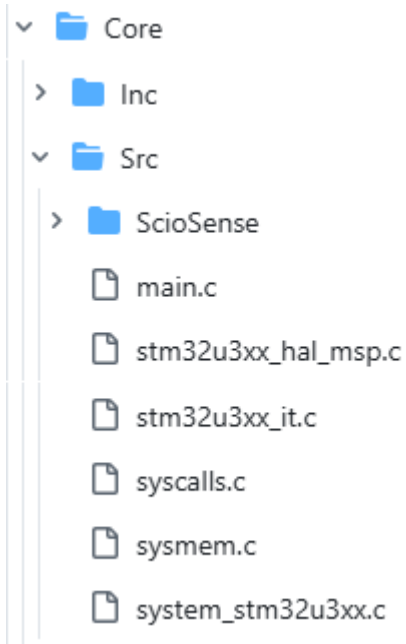 Core
Inc
Src
ScioSense
main.c
stm32u3xx_hal_msp.c
stm32u3xx_it.c
syscalls.c
sysmem.c
system_stm32u3xx.c